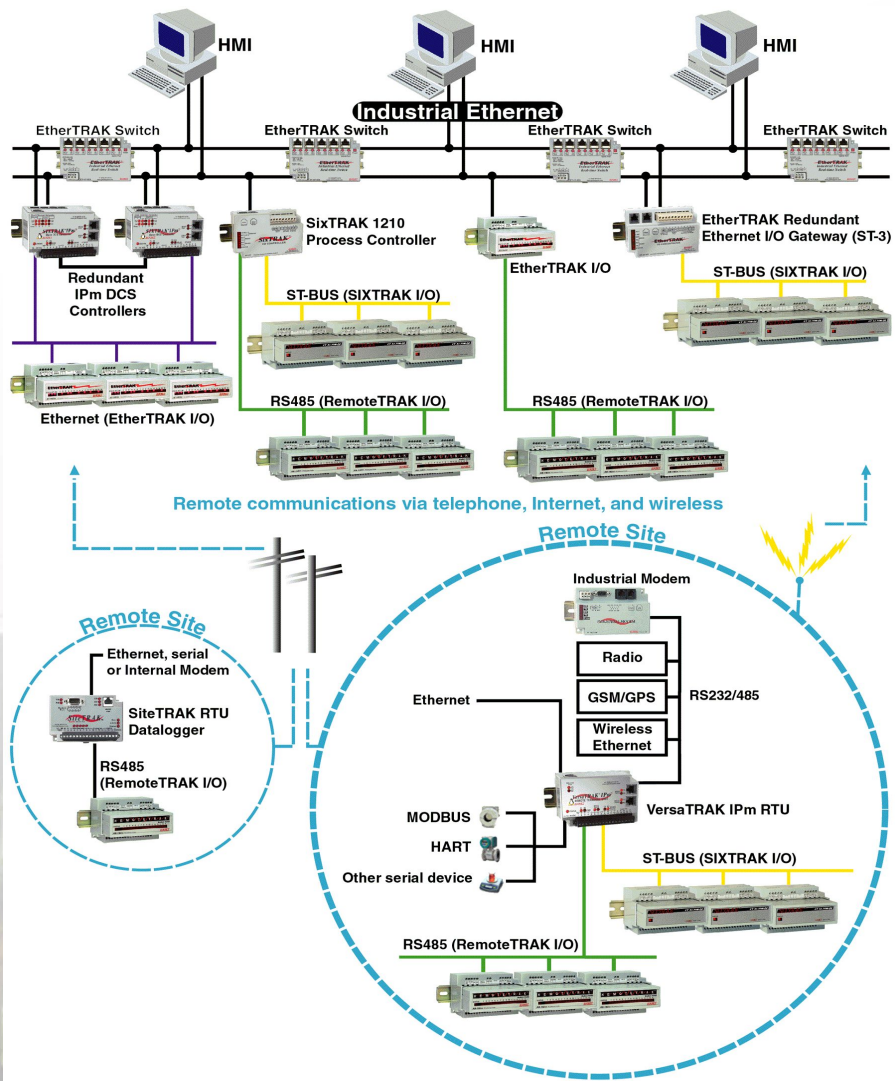 HMI
HMI
HMI
Industrial Ethernet
EtherTRAK Switch
EtherTRAK Switch
EtherTRAK Switch
EtherTRAK Switch
SixTRAK 1210
Process Controller
EtherTRAK I/O
EtherTRAK Redundant
Ethernet I/O Gateway (ST-3)
Redundant
IPm DCS
Controllers
ST-BUS (SIXTRAK I/O)
ST-BUS (SIXTRAK I/O)
Ethernet (EtherTRAK I/O)
RS485 (RemoteTRAK I/O)
RS485 (RemoteTRAK I/O)
Remote communications via telephone, Internet, and wireless
Remote Site
Ethernet, serial
or Internal Modem
SiteTRAK RTU
Datalogger
RS485
(RemoteTRAK I/O)
Remote Site
Industrial Modem
Radio
GSM/GPS
Wireless
Ethernet
RS232/485
Ethernet
VersaTRAK IPm RTU
MODBUS
HART
Other serial device
ST-BUS (SIXTRAK I/O)
RS485 (RemoteTRAK I/O)